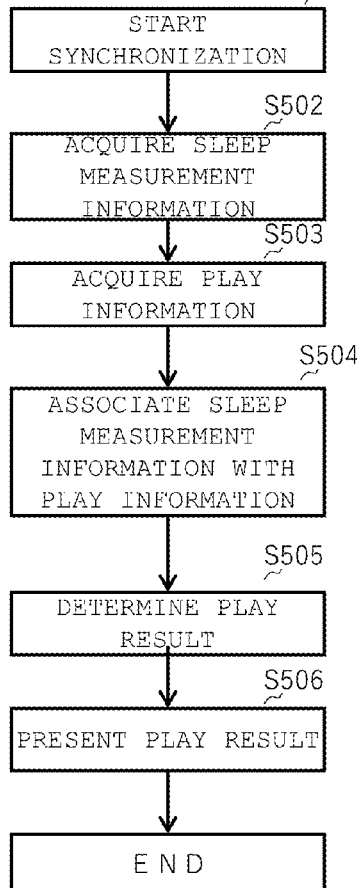 START
SYNCHRONIZATION
S502
ACQUIRE SLEEP
MEASUREMENT
INFORMATION
S503
ACQUIRE PLAY
INFORMATION
S504
ASSOCIATE SLEEP
MEASUREMENT
INFORMATION WITH
PLAY INFORMATION
S505
DETERMINE PLAY
RESULT
S506
PRESENT PLAY RESULT
END